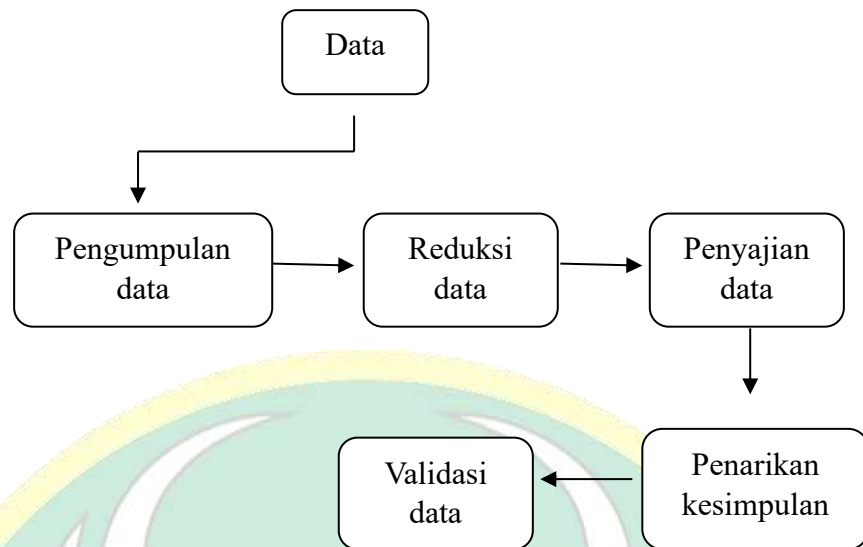 Data
Pengumpulan
data
Reduksi
data
Penyajian
data
Validasi
data
Penarikan
kesimpulan